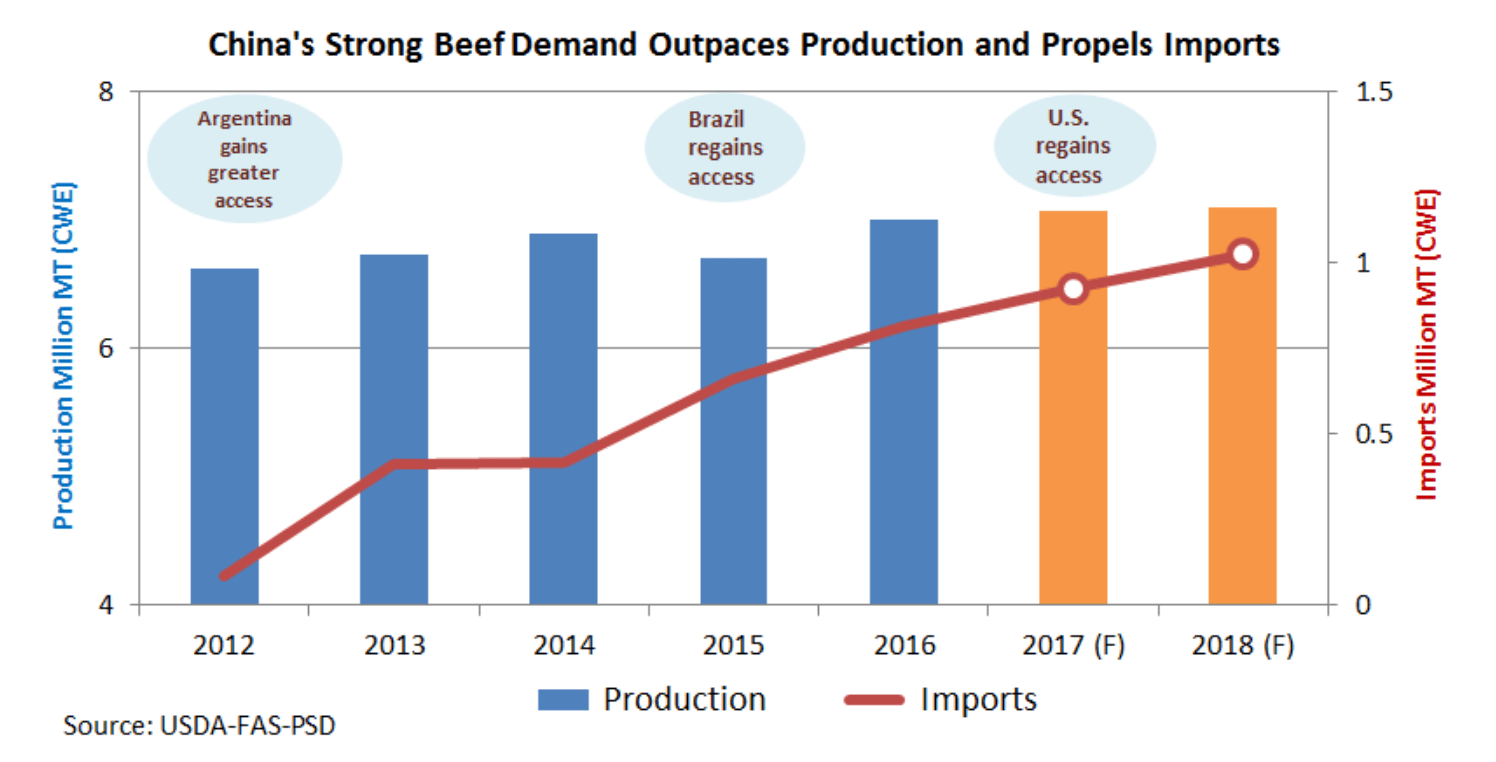 China's Strong Beef Demand Outpaces Production and Propels Imports
8
6
4
Production Million MT (CWE)
Argentina
gains
greater
access
Brazil
regains
access
U.S.
regains
access
1.5
1
0.5
0
Imports Million MT (CWE)
2012
2013
2014
2015
2016
2017 (F)
2018 (F)
Production
Imports
Source: USDA-FAS-PSD